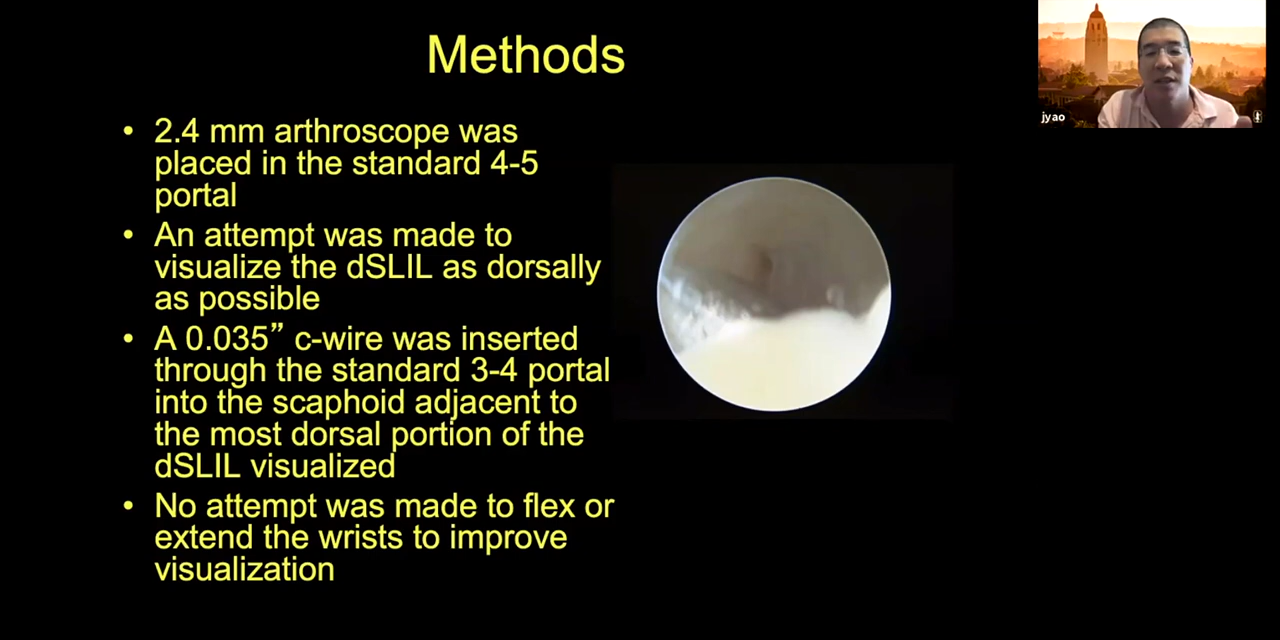 Methods
• 2.4 mm arthroscope was
placed in the standard 4-5
portal
• An attempt was made to
visualize the dSLIL as dorsally
as possible
• A 0.035” c-wire was inserted
through the standard 3-4 portal
into the scaphoid adjacent to
the most dorsal portion of the
dSLIL visualized
• No attempt was made to flex or
extend the wrists to improve
visualization
jyao